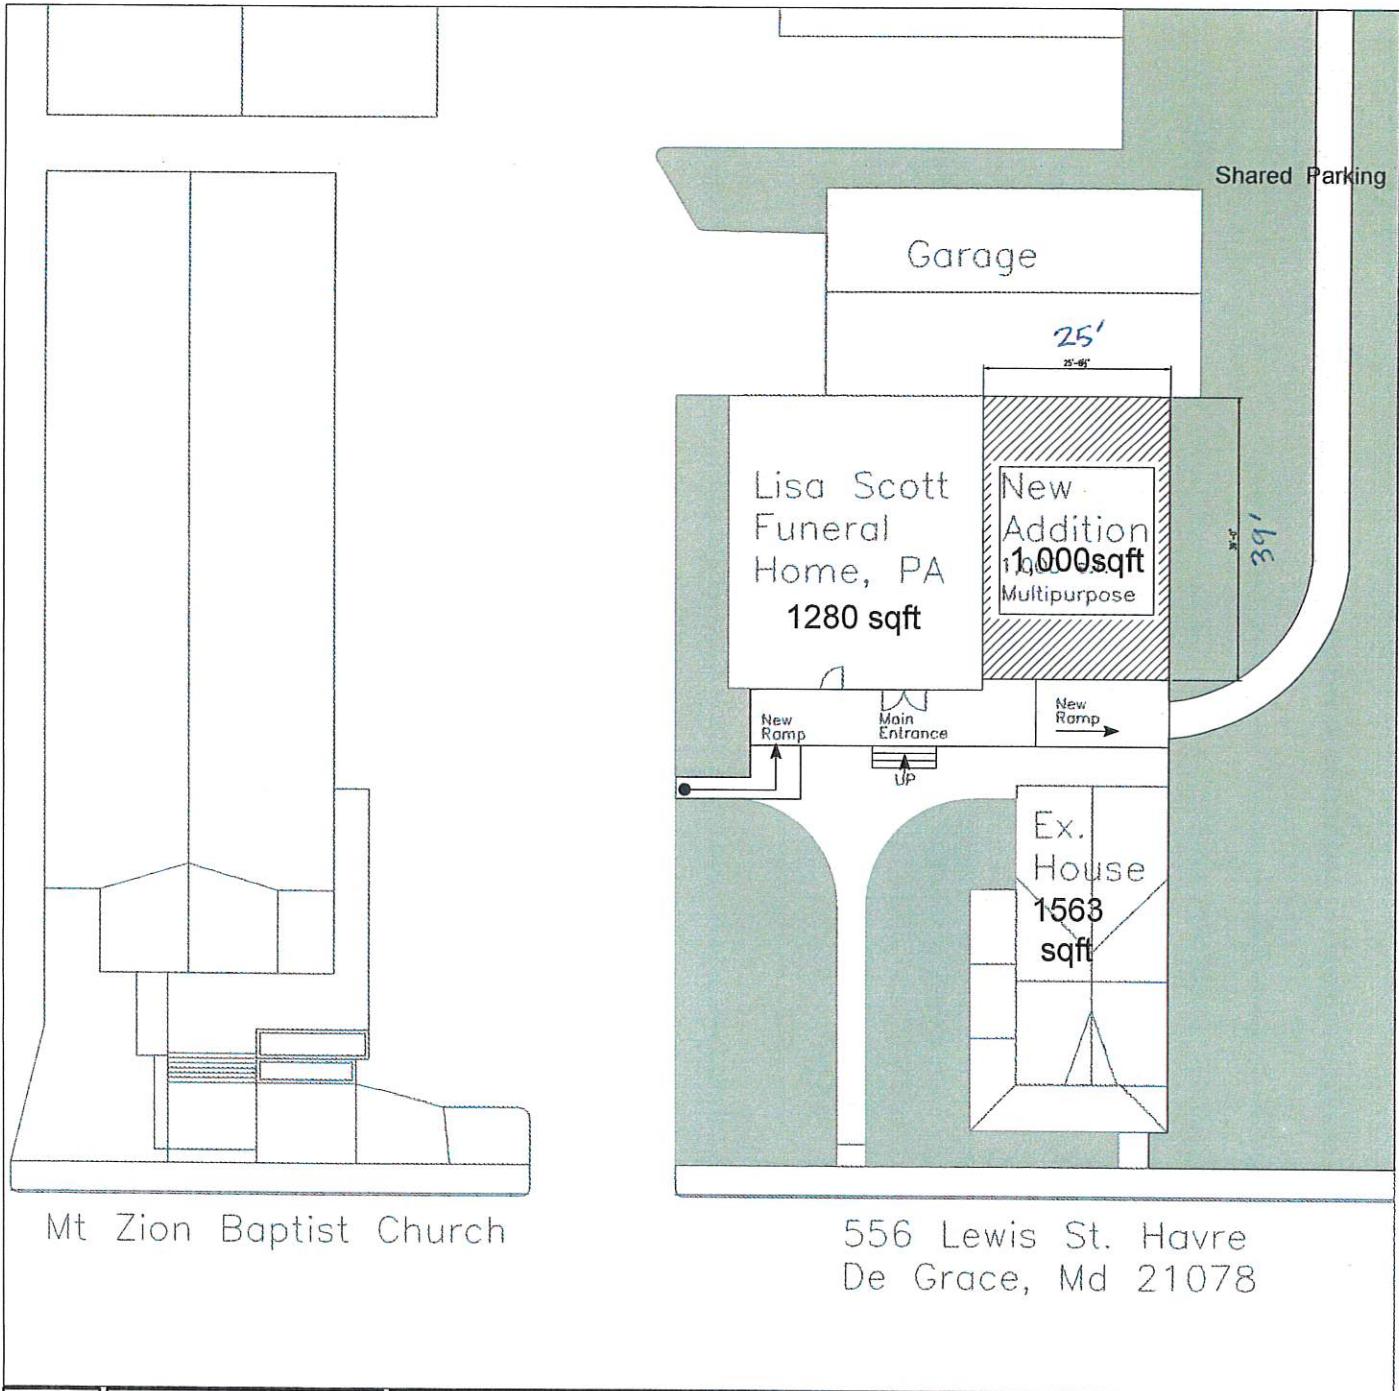 Shared Parking
Garage
25'
Lisa Scott
Funeral
Home, PA
1280 sqft
New
Addition
1,000sqft
Multipurpose
39'
New
Ramp
Main
Entrance
UP
New
Ramp
Ex.
House
1563
sqft
Mt Zion Baptist Church
556 Lewis St. Havre
De Grace, Md 21078